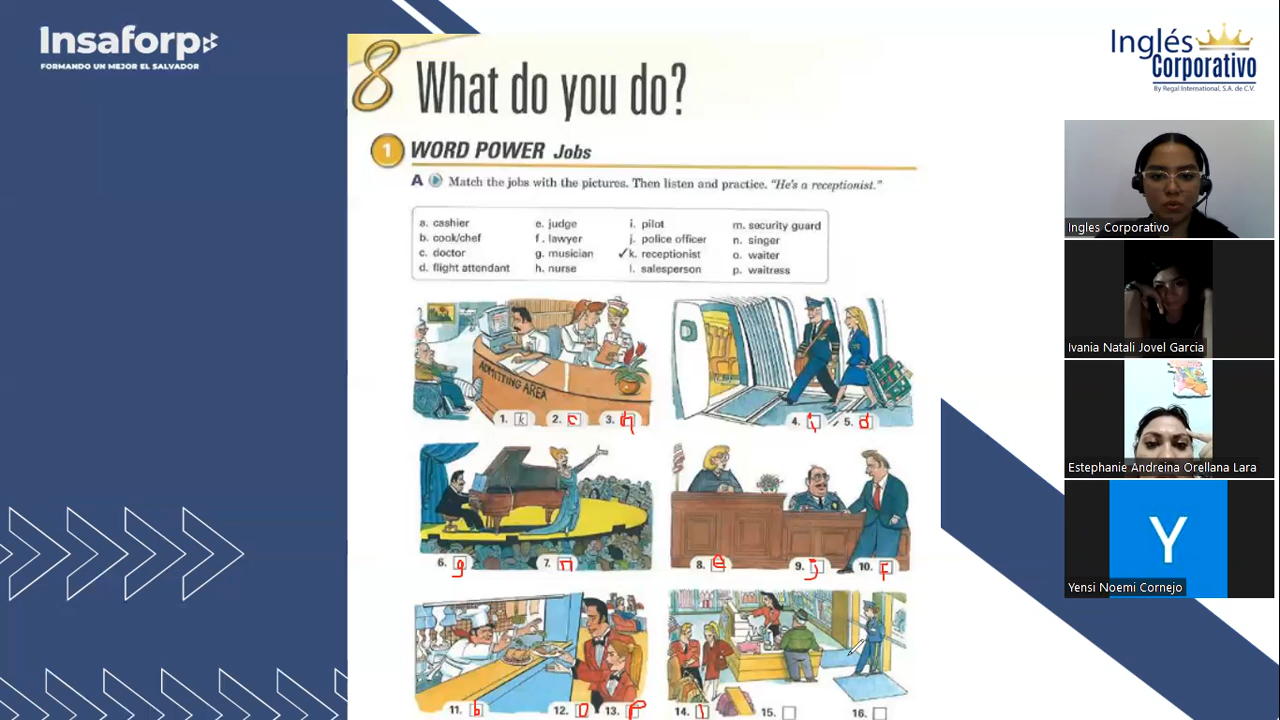 Insaforp
FORMANDO UN MEJOR EL SALVADOR
Inglés
Corporativo
By Regal International, S.A. de C.V.
8 What do you do?
1 WORD POWER Jobs
A Match the jobs with the pictures. Then listen and practice. "He's a receptionist."
a. cashier e. judge i. pilot m. security guard
b. cook/chef f. lawyer j. police officer n. singer
c. doctor g. musician ✓k. receptionist o. waiter
d. flight attendant h. nurse l. salesperson p. waitress
ADMITTING AREA
1. k 2. c 3. h 4. i 5. d
6. g 7. n 8. e 9. j 10. f
11. b 12. o 13. p 14. l 15. 16.
Ingles Corporativo
Ivania Natali Jovel Garcia
Estephanie Andreina Orellana Lara
Y
Yensi Noemi Cornejo